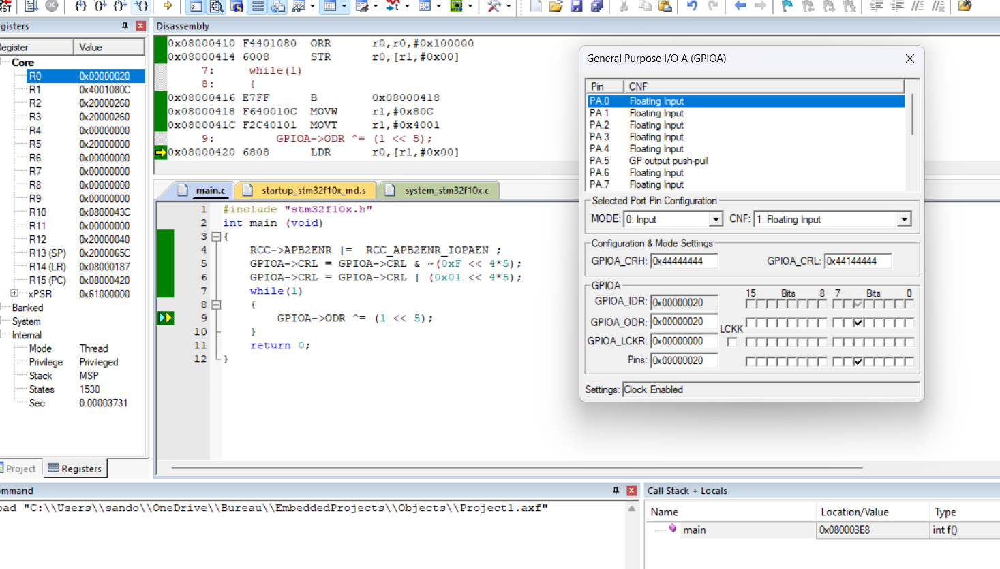 RST
egisters
Register Value
Core
R0 0x00000020
R1 0x4001080C
R2 0x20000260
R3 0x20000260
R4 0x00000000
R5 0x20000000
R6 0x00000000
R7 0x00000000
R8 0x00000000
R9 0x00000000
R10 0x0800043C
R11 0x00000000
R12 0x20000040
R13 (SP) 0x2000065C
R14 (LR) 0x08000187
R15 (PC) 0x08000420
xPSR 0x61000000
Banked
System
Internal
Mode Thread
Privilege Privileged
Stack MSP
States 1530
Sec 0.00003731
Project Registers
Disassembly
0x08000410 F4401080 ORR r0,r0,#0x100000
0x08000414 6008 STR r0,[r1,#0x00]
7: while(1)
8: {
0x08000416 E7FF B 0x08000418
0x08000418 F640010C MOVW r1,#0x80C
0x0800041C F2C40101 MOVT r1,#0x4001
9: GPIOA->ODR ^= (1 << 5);
0x08000420 6808 LDR r0,[r1,#0x00]
main.c startup_stm32f10x_md.s system_stm32f10x.c
1 #include "stm32f10x.h"
2 int main (void)
3 {
4 RCC->APB2ENR |= RCC_APB2ENR_IOPAEN ;
5 GPIOA->CRL = GPIOA->CRL & ~(0xF << 4*5);
6 GPIOA->CRL = GPIOA->CRL | (0x01 << 4*5);
7 while(1)
8 {
9 GPIOA->ODR ^= (1 << 5);
10 }
11 return 0;
12 }
General Purpose I/O A (GPIOA)
Pin CNF
PA.0 Floating Input
PA.1 Floating Input
PA.2 Floating Input
PA.3 Floating Input
PA.4 Floating Input
PA.5 GP output push-pull
PA.6 Floating Input
PA.7 Floating Input
Selected Port Pin Configuration
MODE: 0: Input CNF: 1: Floating Input
Configuration & Mode Settings
GPIOA_CRH: 0x44444444 GPIOA_CRL: 0x44144444
GPIOA
15 Bits 8 7 Bits 0
GPIOA_IDR: 0x00000020
GPIOA_ODR: 0x00000020
LCKK
GPIOA_LCKR: 0x00000000
Pins: 0x00000020
Settings: Clock Enabled
ommand
oad "C:\\Users\\sando\\OneDrive\\Bureau\\EmbeddedProjects\\Objects\\Project1.axf"
Call Stack + Locals
Name Location/Value Type
main 0x080003E8 int f()